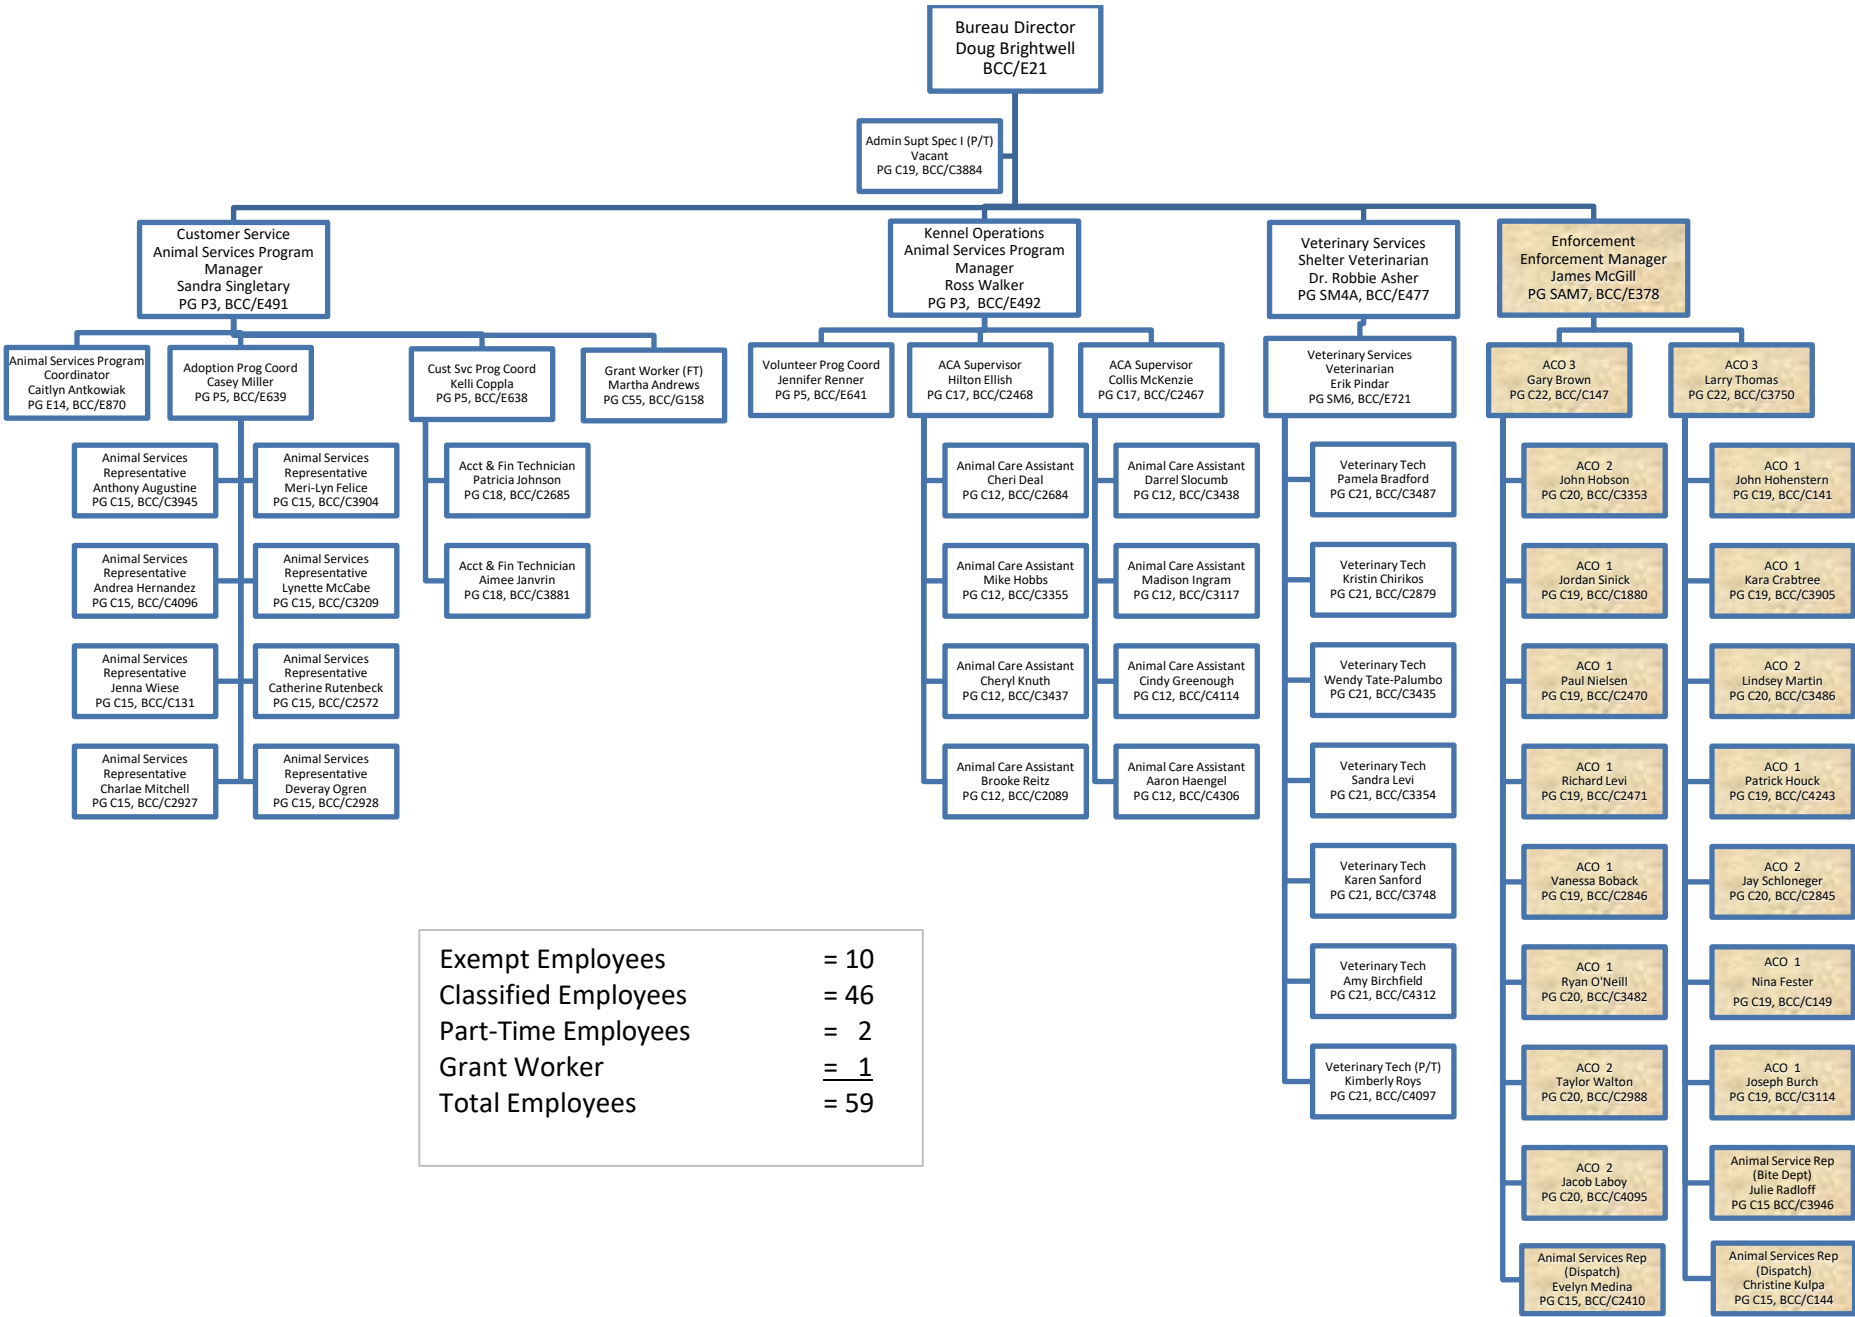 Bureau Director
Doug Brightwell
BCC/E21
Admin Supt Spec I (P/T)
Vacant
PG C19, BCC/C3884
Customer Service
Animal Services Program
Manager
Sandra Singletary
PG P3, BCC/E491
Kennel Operations
Animal Services Program
Manager
Ross Walker
PG P3, BCC/E492
Veterinary Services
Shelter Veterinarian
Dr. Robbie Asher
PG SM4A, BCC/E477
Enforcement
Enforcement Manager
James McGill
PG SAM7, BCC/E378
Animal Services Program
Coordinator
Caitlyn Antkowiak
PG E14, BCC/E870
Adoption Prog Coord
Casey Miller
PG P5, BCC/E639
Cust Svc Prog Coord
Kelli Coppla
PG P5, BCC/E638
Grant Worker (FT)
Martha Andrews
PG C55, BCC/G158
Volunteer Prog Coord
Jennifer Renner
PG P5, BCC/E641
ACA Supervisor
Hilton Ellish
PG C17, BCC/C2468
ACA Supervisor
Collis McKenzie
PG C17, BCC/C2467
Veterinary Services
Veterinarian
Erik Pindar
PG SM6, BCC/E721
ACO 3
Gary Brown
PG C22, BCC/C147
ACO 3
Larry Thomas
PG C22, BCC/C3750
Animal Services
Representative
Anthony Augustine
PG C15, BCC/C3945
Animal Services
Representative
Meri-Lyn Felice
PG C15, BCC/C3904
Animal Services
Representative
Andrea Hernandez
PG C15, BCC/C4096
Animal Services
Representative
Lynette McCabe
PG C15, BCC/C3209
Animal Services
Representative
Jenna Wiese
PG C15, BCC/C131
Animal Services
Representative
Catherine Rutenbeck
PG C15, BCC/C2572
Animal Services
Representative
Charlae Mitchell
PG C15, BCC/C2927
Animal Services
Representative
Deveray Ogren
PG C15, BCC/C2928
Acct & Fin Technician
Patricia Johnson
PG C18, BCC/C2685
Acct & Fin Technician
Aimee Janvrin
PG C18, BCC/C3881
Animal Care Assistant
Cheri Deal
PG C12, BCC/C2684
Animal Care Assistant
Mike Hobbs
PG C12, BCC/C3355
Animal Care Assistant
Cheryl Knuth
PG C12, BCC/C3437
Animal Care Assistant
Brooke Reitz
PG C12, BCC/C2089
Animal Care Assistant
Darrel Slocumb
PG C12, BCC/C3438
Animal Care Assistant
Madison Ingram
PG C12, BCC/C3117
Animal Care Assistant
Cindy Greenough
PG C12, BCC/C4114
Animal Care Assistant
Aaron Haengel
PG C12, BCC/C4306
Veterinary Tech
Pamela Bradford
PG C21, BCC/C3487
Veterinary Tech
Kristin Chirikos
PG C21, BCC/C2879
Veterinary Tech
Wendy Tate-Palumbo
PG C21, BCC/C3435
Veterinary Tech
Sandra Levi
PG C21, BCC/C3354
Veterinary Tech
Karen Sanford
PG C21, BCC/C3748
Veterinary Tech
Amy Birchfield
PG C21, BCC/C4312
Veterinary Tech (P/T)
Kimberly Roys
PG C21, BCC/C4097
ACO 2
John Hobson
PG C20, BCC/C3353
ACO 1
Jordan Sinick
PG C19, BCC/C1880
ACO 1
Paul Nielsen
PG C19, BCC/C2470
ACO 1
Richard Levi
PG C19, BCC/C2471
ACO 1
Vanessa Boback
PG C19, BCC/C2846
ACO 1
Ryan O'Neill
PG C20, BCC/C3482
ACO 2
Taylor Walton
PG C20, BCC/C2988
ACO 2
Jacob Laboy
PG C20, BCC/C4095
Animal Services Rep
(Dispatch)
Evelyn Medina
PG C15, BCC/C2410
ACO 1
John Hohenstern
PG C19, BCC/C141
ACO 1
Kara Crabtree
PG C19, BCC/C3905
ACO 2
Lindsey Martin
PG C20, BCC/C3486
ACO 1
Patrick Houck
PG C19, BCC/C4243
ACO 2
Jay Schloneger
PG C20, BCC/C2845
ACO 1
Nina Fester
PG C19, BCC/C149
ACO 1
Joseph Burch
PG C19, BCC/C3114
Animal Service Rep
(Bite Dept)
Julie Radloff
PG C15 BCC/C3946
Animal Services Rep
(Dispatch)
Christine Kulpa
PG C15, BCC/C144
Exempt Employees = 10
Classified Employees = 46
Part-Time Employees = 2
Grant Worker = 1
Total Employees = 59